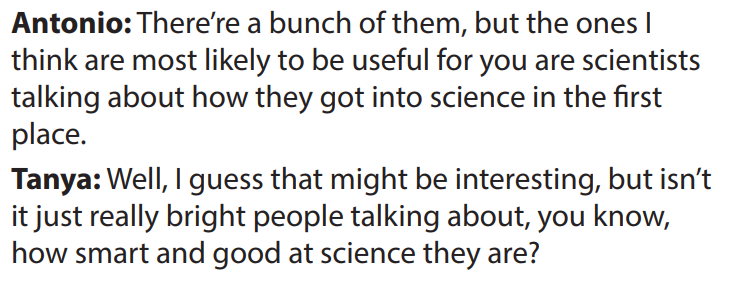 Antonio: There’re a bunch of them, but the ones I
think are most likely to be useful for you are scientists
talking about how they got into science in the first
place.
Tanya: Well, I guess that might be interesting, but isn’t
it just really bright people talking about, you know,
how smart and good at science they are?